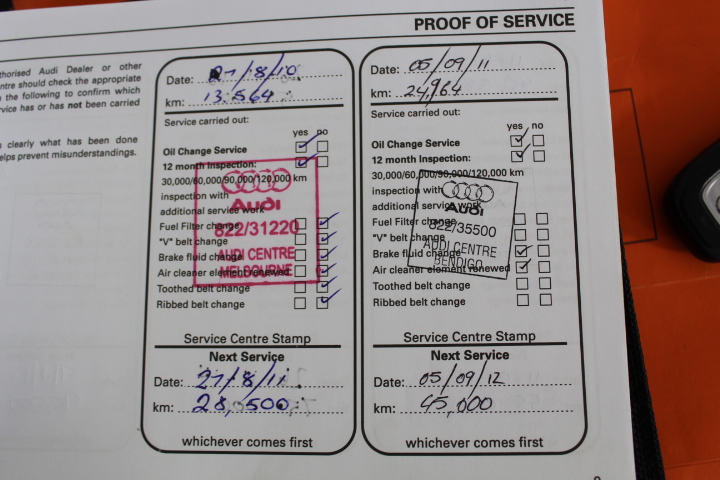 PROOF OF SERVICE
thorised Audi Dealer or other
ntre should check the appropriate
the following to confirm which
rvice has or has not been carried
s clearly what has been done
elps prevent misunderstandings.
Date: 27/8/10
km: 13564
Service carried out:
yes no
Oil Change Service
12 month Inspection:
30,000/60,000/90,000/120,000 km
inspection with
additional service work
Fuel Filter change
"V" belt change
Brake fluid change
Air cleaner element renewed
Toothed belt change
Ribbed belt change
Audi
822/31220
AUDI CENTRE
MELBOURNE
Service Centre Stamp
Next Service
Date: 27/8/11
km: 28,500
whichever comes first
Date: 05/09/11
km: 24,964
Service carried out:
yes no
Oil Change Service
12 month Inspection:
30,000/60,000/90,000/120,000 km
inspection with
additional service work
Fuel Filter change
"V" belt change
Brake fluid change
Air cleaner element renewed
Toothed belt change
Ribbed belt change
Audi
822/35500
AUDI CENTRE
BENDIGO
Service Centre Stamp
Next Service
Date: 05/09/12
km: 45,000
whichever comes first